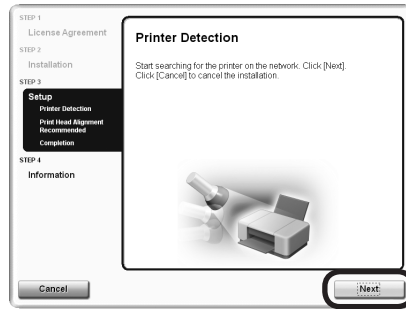 STEP 1
License Agreement
STEP 2
Installation
STEP 3
Setup
Printer Detection
Print Head Alignment
Recommended
Completion
STEP 4
Information
Printer Detection
Start searching for the printer on the network. Click [Next].
Click [Cancel] to cancel the installation.
Cancel
Next